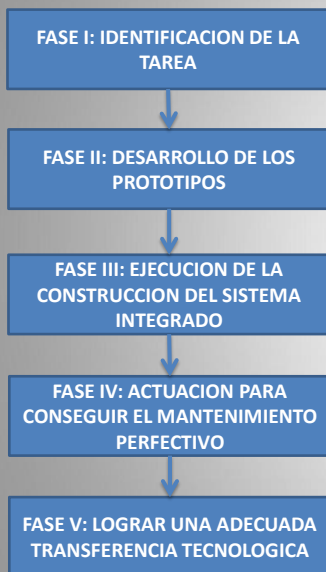 FASE I: IDENTIFICACION DE LA
TAREA
FASE II: DESARROLLO DE LOS
PROTOTIPOS
FASE III: EJECUCION DE LA
CONSTRUCCION DEL SISTEMA
INTEGRADO
FASE IV: ACTUACION PARA
CONSEGUIR EL MANTENIMIENTO
PERFECTIVO
FASE V: LOGRAR UNA ADECUADA
TRANSFERENCIA TECNOLOGICA